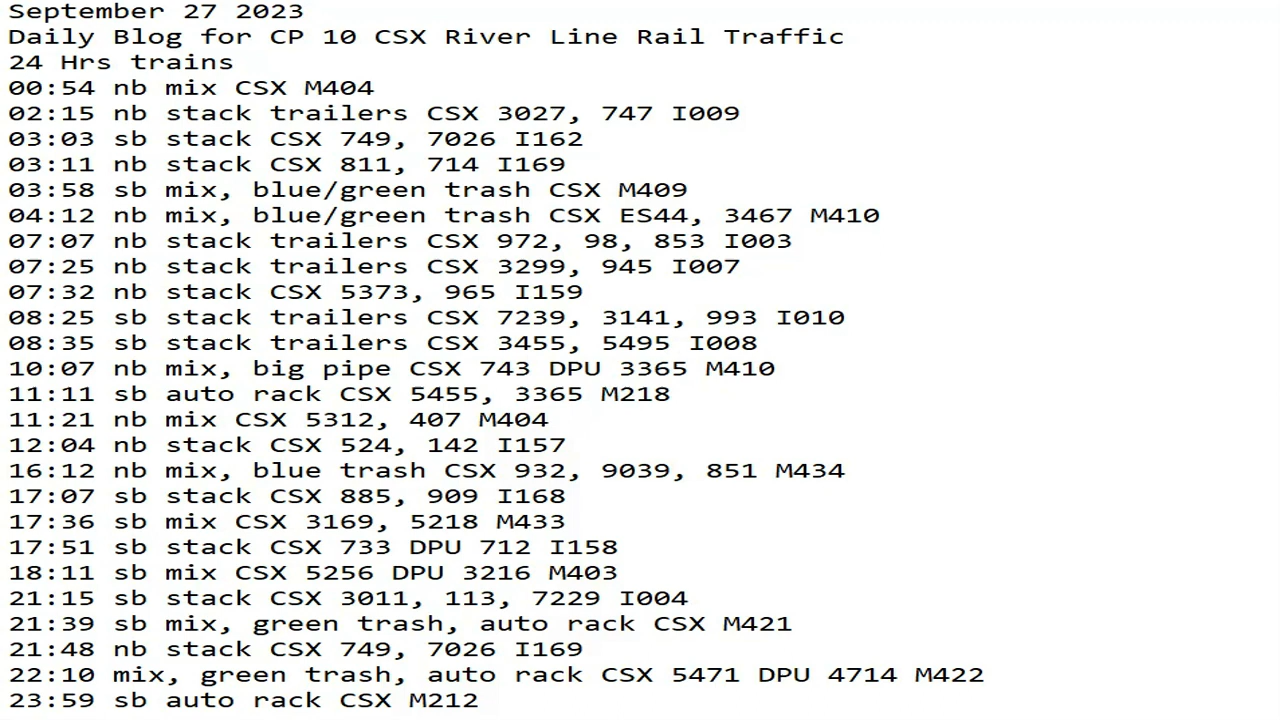 September 27 2023
Daily Blog for CP 10 CSX River Line Rail Traffic
24 Hrs trains
00:54 nb mix CSX M404
02:15 nb stack trailers CSX 3027, 747 I009
03:03 sb stack CSX 749, 7026 I162
03:11 nb stack CSX 811, 714 I169
03:58 sb mix, blue/green trash CSX M409
04:12 nb mix, blue/green trash CSX ES44, 3467 M410
07:07 nb stack trailers CSX 972, 98, 853 I003
07:25 nb stack trailers CSX 3299, 945 I007
07:32 nb stack CSX 5373, 965 I159
08:25 sb stack trailers CSX 7239, 3141, 993 I010
08:35 sb stack trailers CSX 3455, 5495 I008
10:07 nb mix, big pipe CSX 743 DPU 3365 M410
11:11 sb auto rack CSX 5455, 3365 M218
11:21 nb mix CSX 5312, 407 M404
12:04 nb stack CSX 524, 142 I157
16:12 nb mix, blue trash CSX 932, 9039, 851 M434
17:07 sb stack CSX 885, 909 I168
17:36 sb mix CSX 3169, 5218 M433
17:51 sb stack CSX 733 DPU 712 I158
18:11 sb mix CSX 5256 DPU 3216 M403
21:15 sb stack CSX 3011, 113, 7229 I004
21:39 sb mix, green trash, auto rack CSX M421
21:48 nb stack CSX 749, 7026 I169
22:10 mix, green trash, auto rack CSX 5471 DPU 4714 M422
23:59 sb auto rack CSX M212